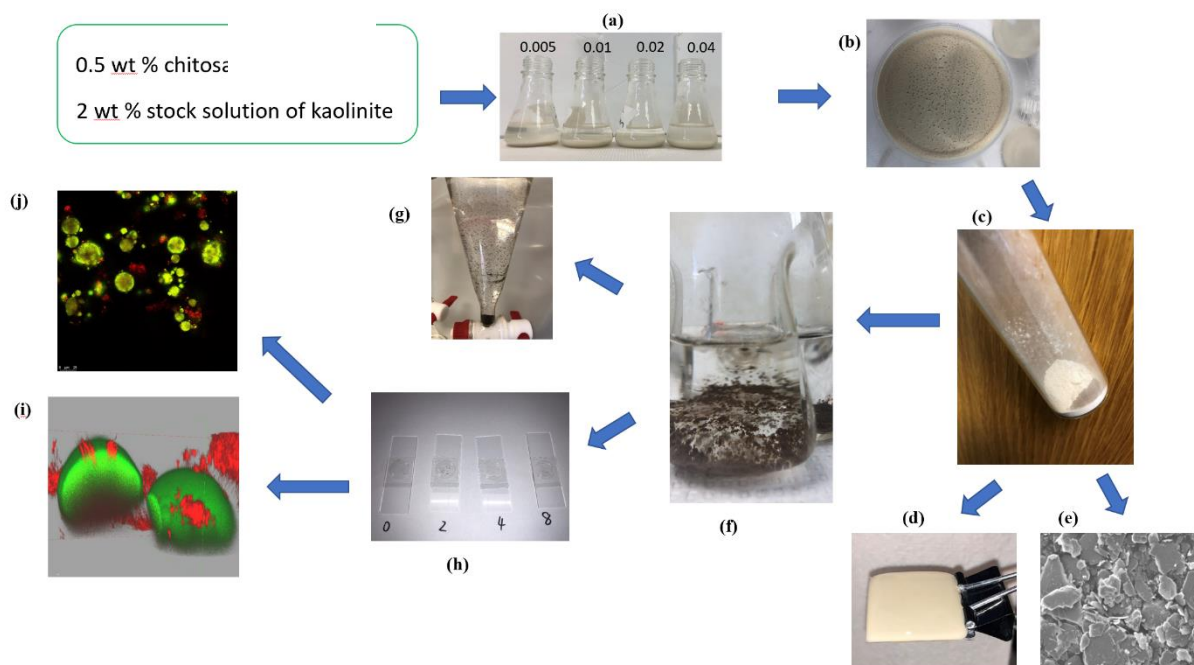 (a)
0.5 wt % chitosa
2 wt % stock solution of kaolinite
0.005 0.01 0.02 0.04
(b)
(j)
(g)
(c)
(i)
(h)
0 2 4 8
(f)
(d)
(e)